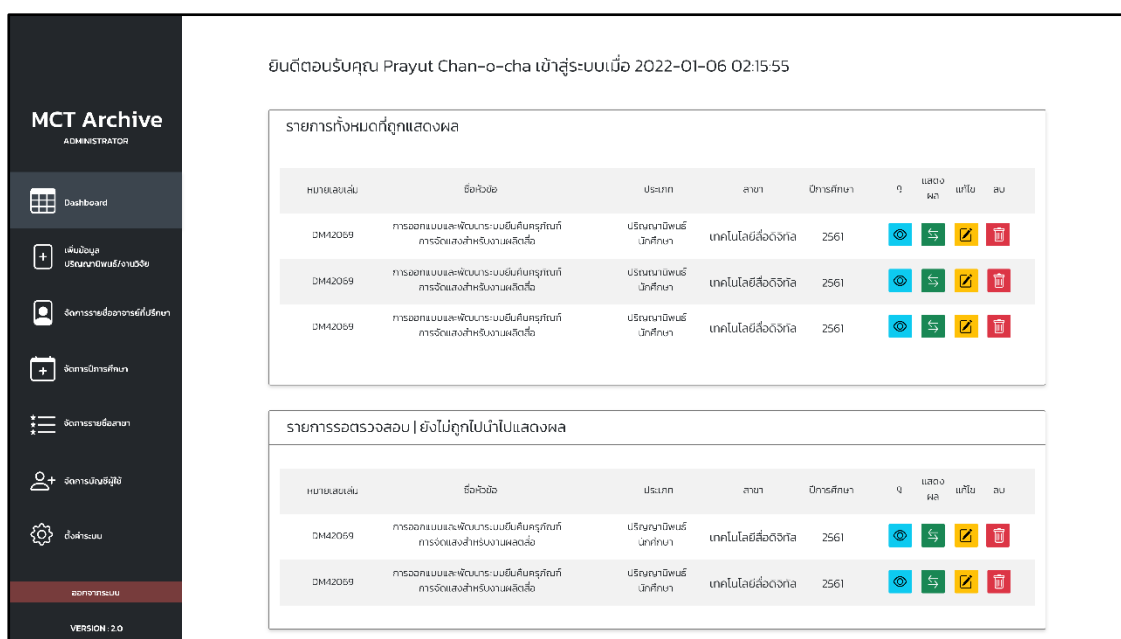 ยินดีตอนรับคุณ Prayut Chan-o-cha เข้าสู่ระบบเมื่อ 2022-01-06 02:15:55
MCT Archive
ADMINISTRATOR
Dashboard
เพิ่มข้อมูล
ปริญญานิพนธ์/งานวิจัย
จัดการรายชื่ออาจารย์ที่ปรึกษา
จัดการปีการศึกษา
จัดการรายชื่อสาขา
จัดการบัญชีผู้ใช้
ตั้งค่าระบบ
ออกจากระบบ
VERSION : 2.0
รายการทั้งหมดที่ถูกแสดงผล
หมายเลขเล่ม ชื่อหัวข้อ ประเภท สาขา ปีการศึกษา ดู แสดงผล แก้ไข ลบ
DM42069 การออกแบบและพัฒนาระบบยืมคืนครุภัณฑ์ ปริญญานิพนธ์ เทคโนโลยีสื่อดิจิทัล 2561
การจัดแสงสำหรับงานผลิตสื่อ นักศึกษา
DM42069 การออกแบบและพัฒนาระบบยืมคืนครุภัณฑ์ ปริญญานิพนธ์ เทคโนโลยีสื่อดิจิทัล 2561
การจัดแสงสำหรับงานผลิตสื่อ นักศึกษา
DM42069 การออกแบบและพัฒนาระบบยืมคืนครุภัณฑ์ ปริญญานิพนธ์ เทคโนโลยีสื่อดิจิทัล 2561
การจัดแสงสำหรับงานผลิตสื่อ นักศึกษา
รายการรอตรวจสอบ | ยังไม่ถูกไปนำไปแสดงผล
หมายเลขเล่ม ชื่อหัวข้อ ประเภท สาขา ปีการศึกษา ดู แสดงผล แก้ไข ลบ
DM42069 การออกแบบและพัฒนาระบบยืมคืนครุภัณฑ์ ปริญญานิพนธ์ เทคโนโลยีสื่อดิจิทัล 2561
การจัดแสงสำหรับงานผลิตสื่อ นักศึกษา
DM42069 การออกแบบและพัฒนาระบบยืมคืนครุภัณฑ์ ปริญญานิพนธ์ เทคโนโลยีสื่อดิจิทัล 2561
การจัดแสงสำหรับงานผลิตสื่อ นักศึกษา